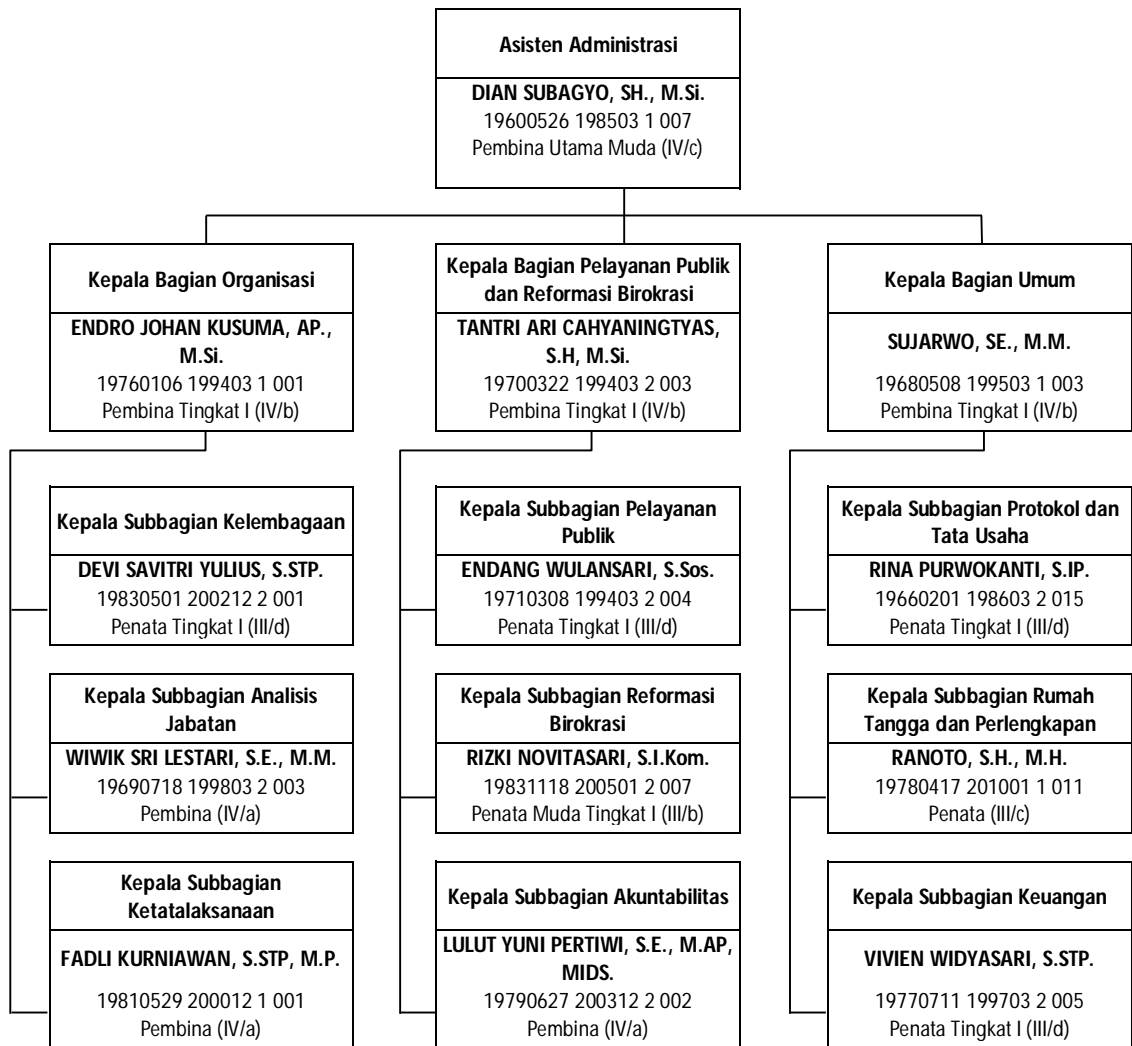 Asisten Administrasi
DIAN SUBAGYO, SH., M.Si.
19600526 198503 1 007
Pembina Utama Muda (IV/c)
Kepala Bagian Organisasi
ENDRO JOHAN KUSUMA, AP.,
M.Si.
19760106 199403 1 001
Pembina Tingkat I (IV/b)
Kepala Bagian Pelayanan Publik
dan Reformasi Birokrasi
TANTRI ARI CAHYANINGTYAS,
S.H, M.Si.
19700322 199403 2 003
Pembina Tingkat I (IV/b)
Kepala Bagian Umum
SUJARWO, SE., M.M.
19680508 199503 1 003
Pembina Tingkat I (IV/b)
Kepala Subbagian Kelembagaan
DEVI SAVITRI YULIUS, S.STP.
19830501 200212 2 001
Penata Tingkat I (III/d)
Kepala Subbagian Pelayanan
Publik
ENDANG WULANSARI, S.Sos.
19710308 199403 2 004
Penata Tingkat I (III/d)
Kepala Subbagian Protokol dan
Tata Usaha
RINA PURWOKANTI, S.IP.
19660201 198603 2 015
Penata Tingkat I (III/d)
Kepala Subbagian Analisis
Jabatan
WIWIK SRI LESTARI, S.E., M.M.
19690718 199803 2 003
Pembina (IV/a)
Kepala Subbagian Reformasi
Birokrasi
RIZKI NOVITASARI, S.I.Kom.
19831118 200501 2 007
Penata Muda Tingkat I (III/b)
Kepala Subbagian Rumah
Tangga dan Perlengkapan
RANOTO, S.H., M.H.
19780417 201001 1 011
Penata (III/c)
Kepala Subbagian
Ketatalaksanaan
FADLI KURNIAWAN, S.STP, M.P.
19810529 200012 1 001
Pembina (IV/a)
Kepala Subbagian Akuntabilitas
LULUT YUNI PERTIWI, S.E., M.AP,
MIDS.
19790627 200312 2 002
Pembina (IV/a)
Kepala Subbagian Keuangan
VIVIEN WIDYASARI, S.STP.
19770711 199703 2 005
Penata Tingkat I (III/d)